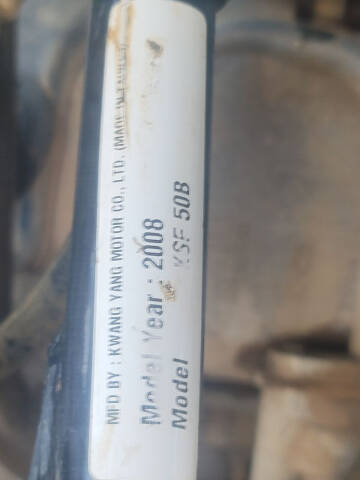 MFD BY : KWANG YANG MOTOR CO., LTD. (MADE IN TAIWAN)
Model Year : 2008
Model KSF 50B